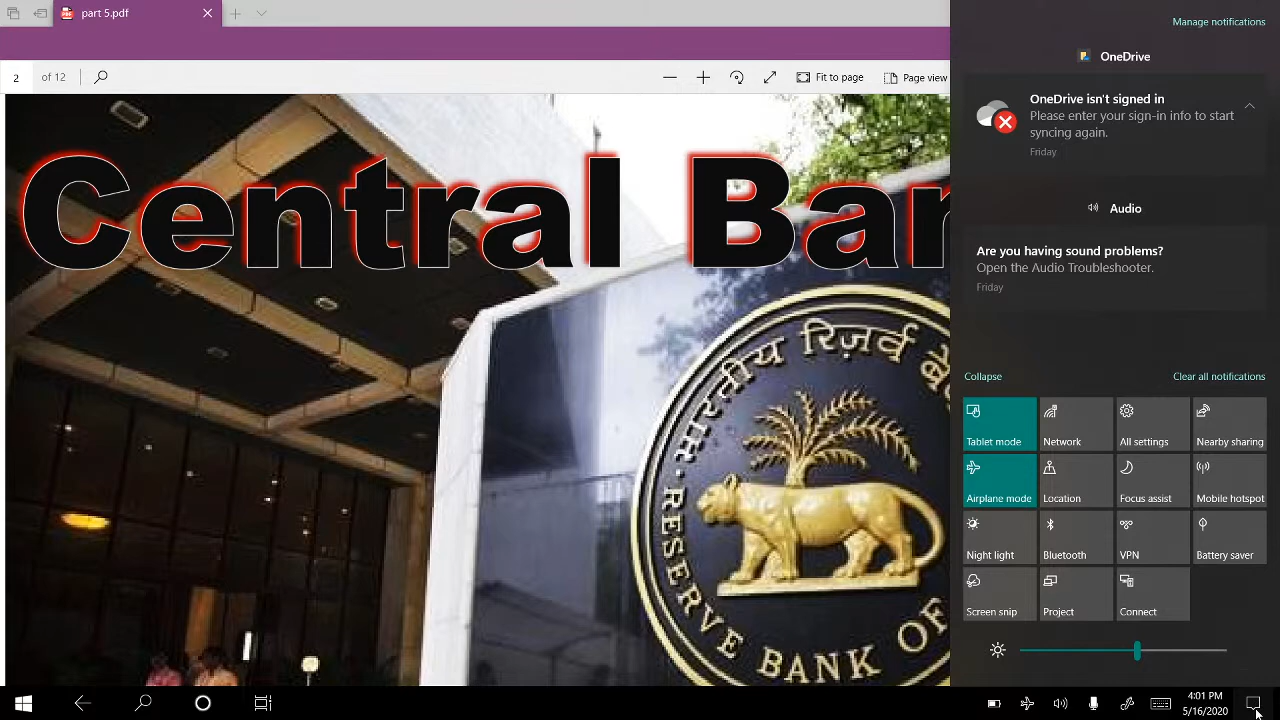 part 5.pdf
2 of 12
Fit to page
Page view
Central Ban
भारतीय रिज़र्व बैं
RESERVE BANK OF
Manage notifications
OneDrive
OneDrive isn't signed in
Please enter your sign-in info to start
syncing again.
Friday
Audio
Are you having sound problems?
Open the Audio Troubleshooter.
Friday
Collapse
Clear all notifications
Tablet mode
Network
All settings
Nearby sharing
Airplane mode
Location
Focus assist
Mobile hotspot
Night light
Bluetooth
VPN
Battery saver
Screen snip
Project
Connect
4:01 PM
5/16/2020